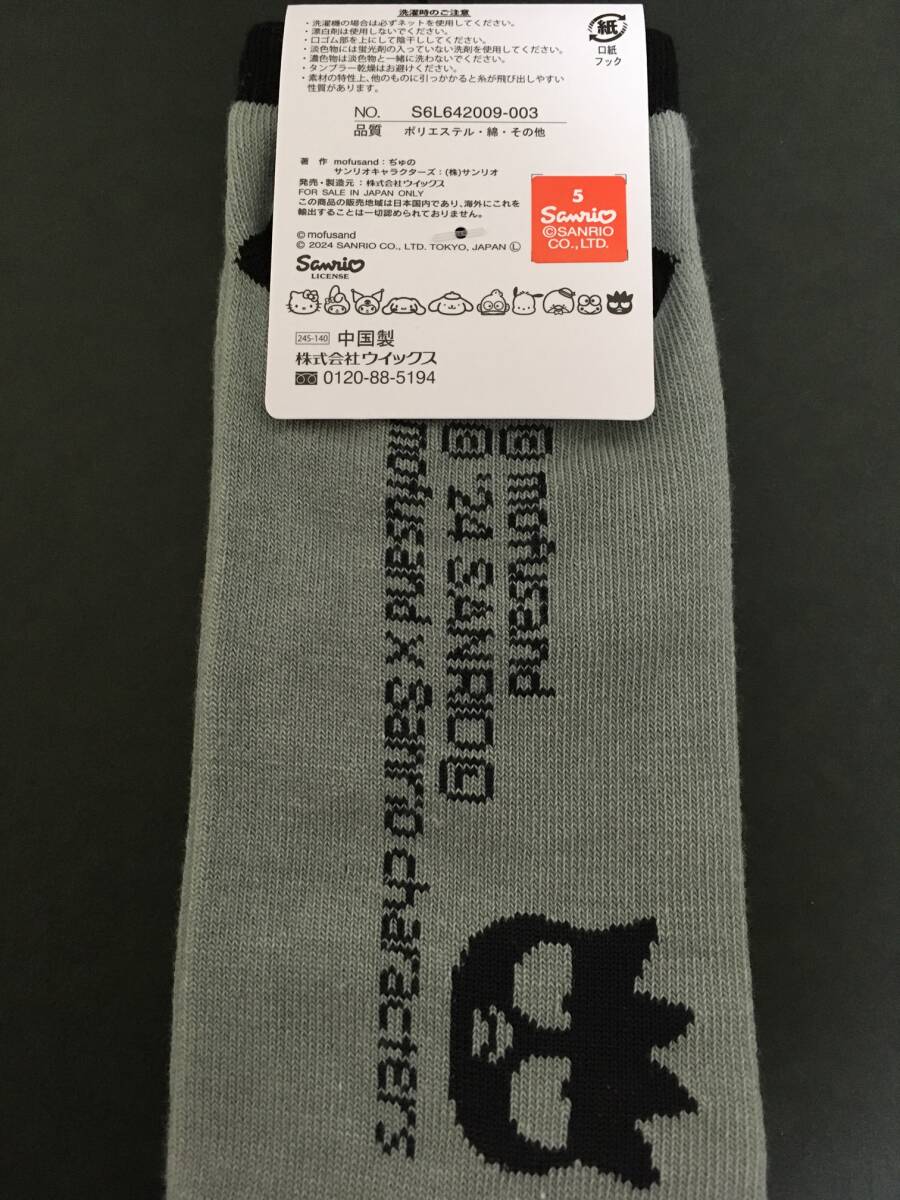 洗濯時のご注意
・洗濯機の場合は必ずネットを使用してください。
・漂白剤は使用しないでください。
・口ゴム部を上にして陰干ししてください。
・淡色物には蛍光剤の入っていない洗剤を使用してください。
・濃色物は淡色物と一緒に洗わないでください。
・タンブラー乾燥はお避けください。
・素材の特性上、他のものに引っかかると糸が飛び出しやすい
性質があります。
紙
口紙
フック
NO. S6L642009-003
品質 ポリエステル・綿・その他
著 作 mofusand：ぢゅの
サンリオキャラクターズ：(株)サンリオ
発売・製造元：株式会社ウイックス
FOR SALE IN JAPAN ONLY
この商品の販売地域は日本国内であり、海外にこれを
輸出することは一切認められておりません。
5
Sanrio
©SANRIO
CO., LTD.
© mofusand
© 2024 SANRIO CO., LTD. TOKYO, JAPAN Ⓛ
Sanrio
LICENSE
245-140 中国製
株式会社ウイックス
0120-88-5194
mofusand
'24 SANRIO
mofusand x Sanrio characters